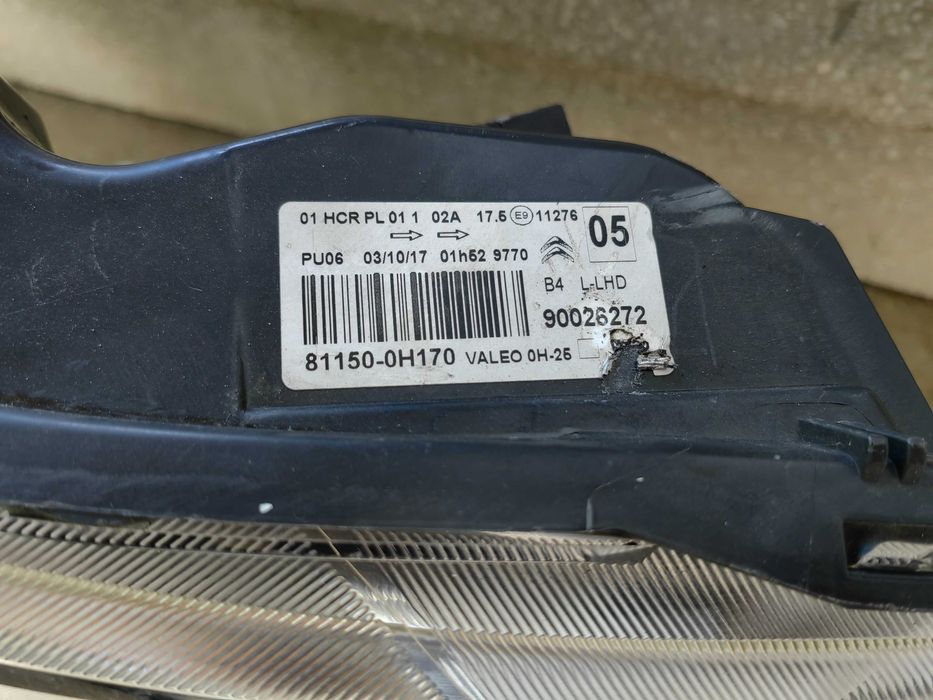 01 HCR PL 01 1 02A 17.5 E9 11276
05
PU06 03/10/17 01h52 9770
B4 L-LHD
90026272
81150-0H170 VALEO 0H-25